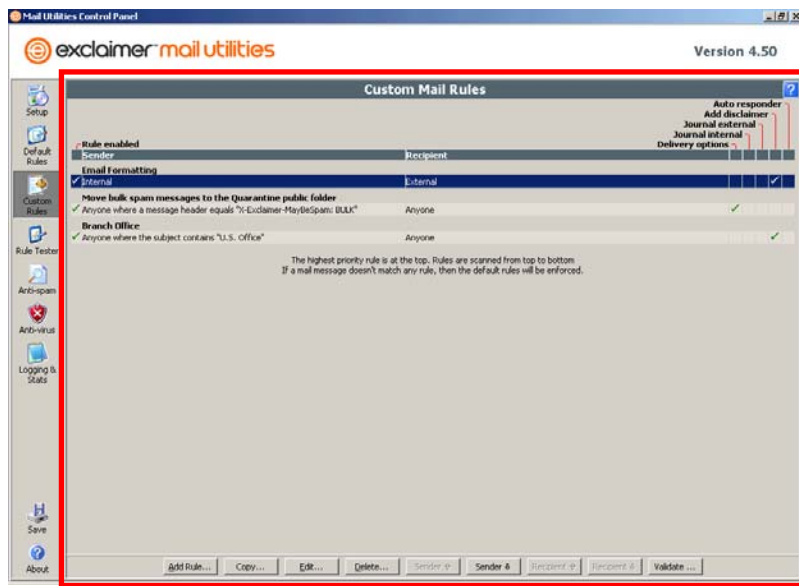 Mail Utilities Control Panel
exclaimer mail utilities
Version 4.50
Custom Mail Rules
?
Setup
Default Rules
Custom Rules
Rule Tester
Anti-spam
Anti-virus
Logging & Stats
Save
About
Auto responder
Add disclaimer
Journal external
Journal internal
Delivery options
Rule enabled
Sender Recipient
Email Formatting
Internal External
Move bulk spam messages to the Quarantine public folder
Anyone where a message header equals "X-Exclaimer-MayBeSpam: BULK" Anyone
Branch Office
Anyone where the subject contains "U.S. Office" Anyone
The highest priority rule is at the top. Rules are scanned from top to bottom
If a mail message doesn't match any rule, then the default rules will be enforced.
Add Rule... Copy... Edit... Delete... Sender Sender Recipient Recipient Validate ...